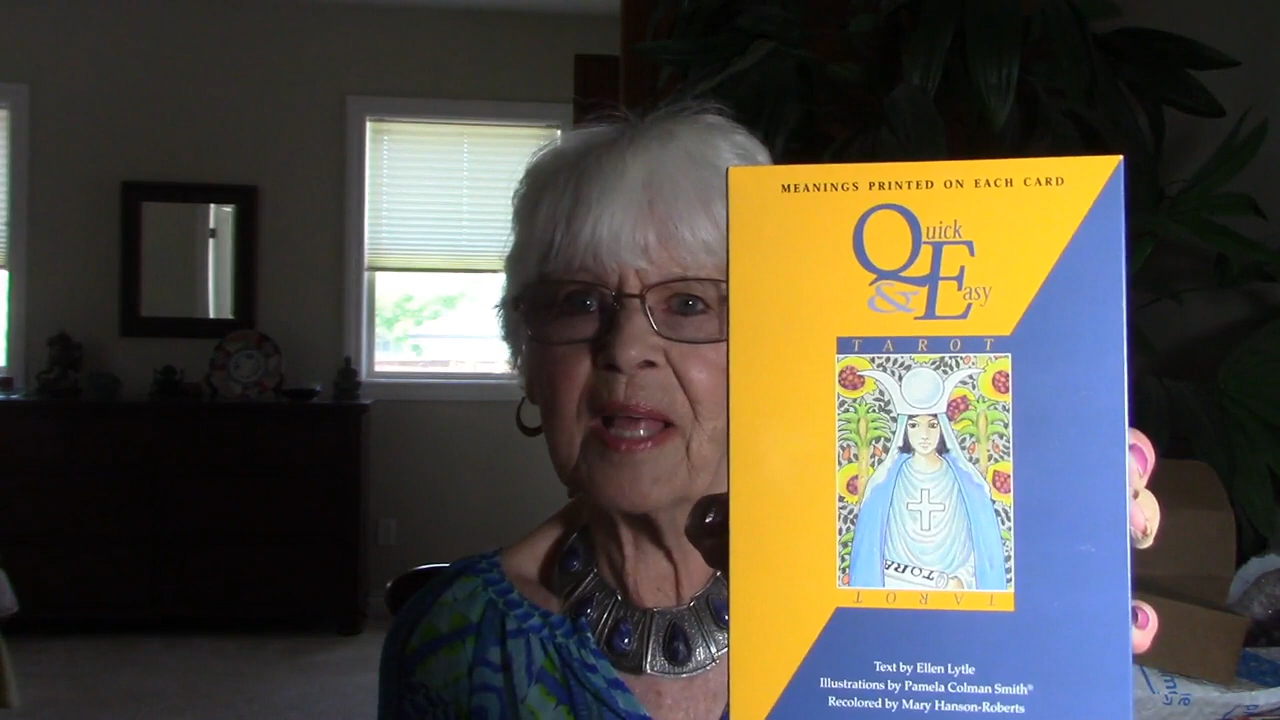 MEANINGS PRINTED ON EACH CARD
Quick
& Easy
TAROT
TORA
TAROT
Text by Ellen Lytle
Illustrations by Pamela Colman Smith®
Recolored by Mary Hanson-Roberts